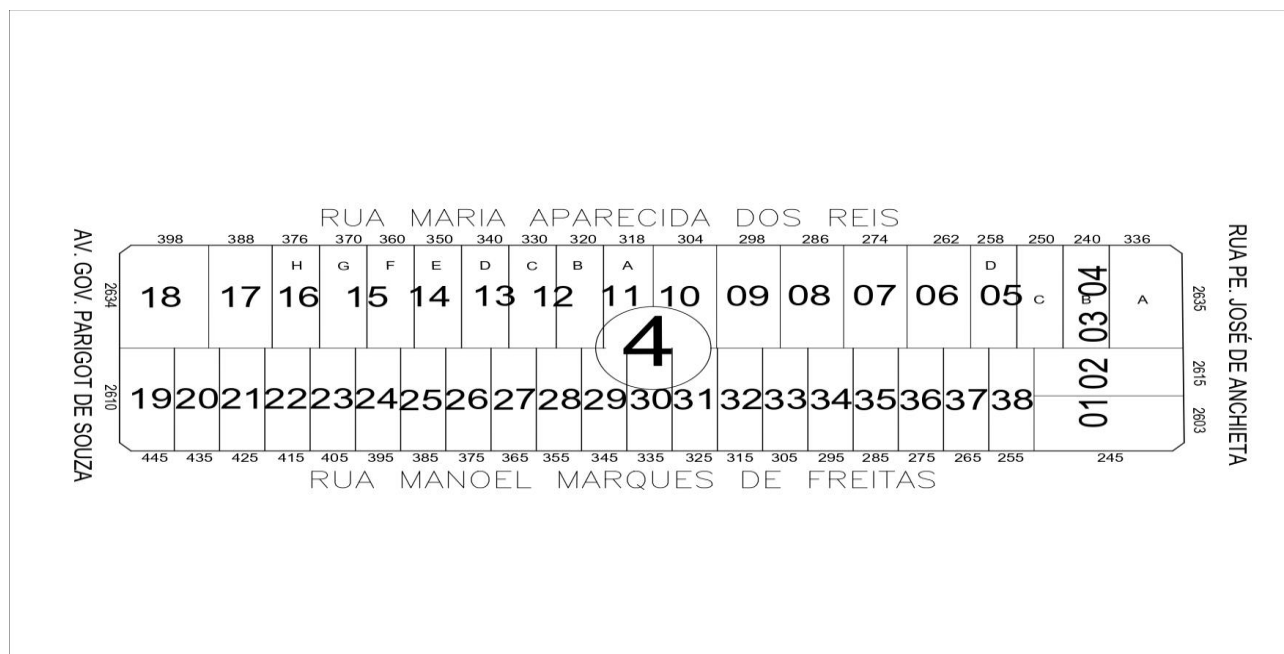 RUA MARIA APARECIDA DOS REIS
398 388 376 370 360 350 340 330 320 318 304 298 286 274 262 258 250 240 336
H G F E D C B A D
18 17 16 15 14 13 12 11 10 09 08 07 06 05 C B A
01 02 03 04
4
19 20 21 22 23 24 25 26 27 28 29 30 31 32 33 34 35 36 37 38
445 435 425 415 405 395 385 375 365 355 345 335 325 315 305 295 285 275 265 255 245
RUA MANOEL MARQUES DE FREITAS
AV. GOV. PARIGOT DE SOUZA
2634
2610
2635
2615
2603
RUA PE. JOSÉ DE ANCHIETA